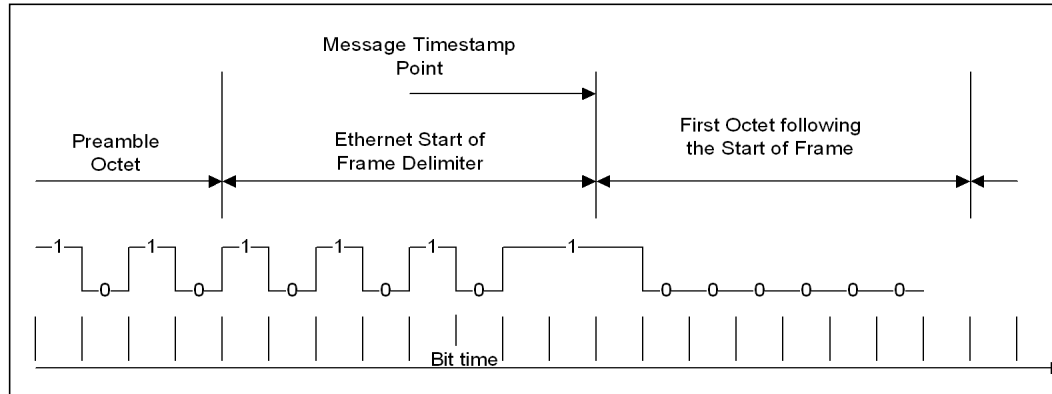 Message Timestamp
Point
Preamble
Octet
Ethernet Start of
Frame Delimiter
First Octet following
the Start of Frame
1 0 1 0 1 0 1 0 1 0 1 0 0 0 0 0 0
Bit time